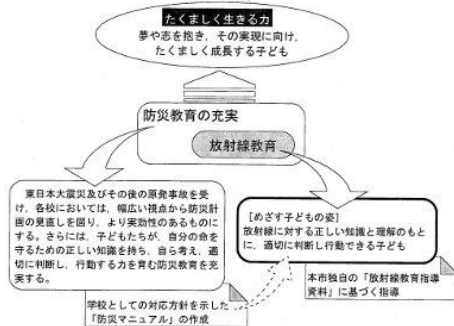 たくましく生きる力
夢や志を抱き，その実現に向け，
たくましく成長する子ども
防災教育の充実
放射線教育
東日本大震災及びその後の原発事故を受
け，各校においては，幅広い視点から防災計
画の見直しを図り，より実効性のあるものに
する。さらには，子どもたちが，自分の命を
守るための正しい知識を持ち，自ら考え，適
切に判断し，行動する力を育む防災教育を充
実する。
［めざす子どもの姿］
放射線に対する正しい知識と理解のもと
に，適切に判断し行動できる子ども
本市独自の「放射線教育指導
資料」に基づく指導
学校としての対応方針を示した
「防災マニュアル」の作成